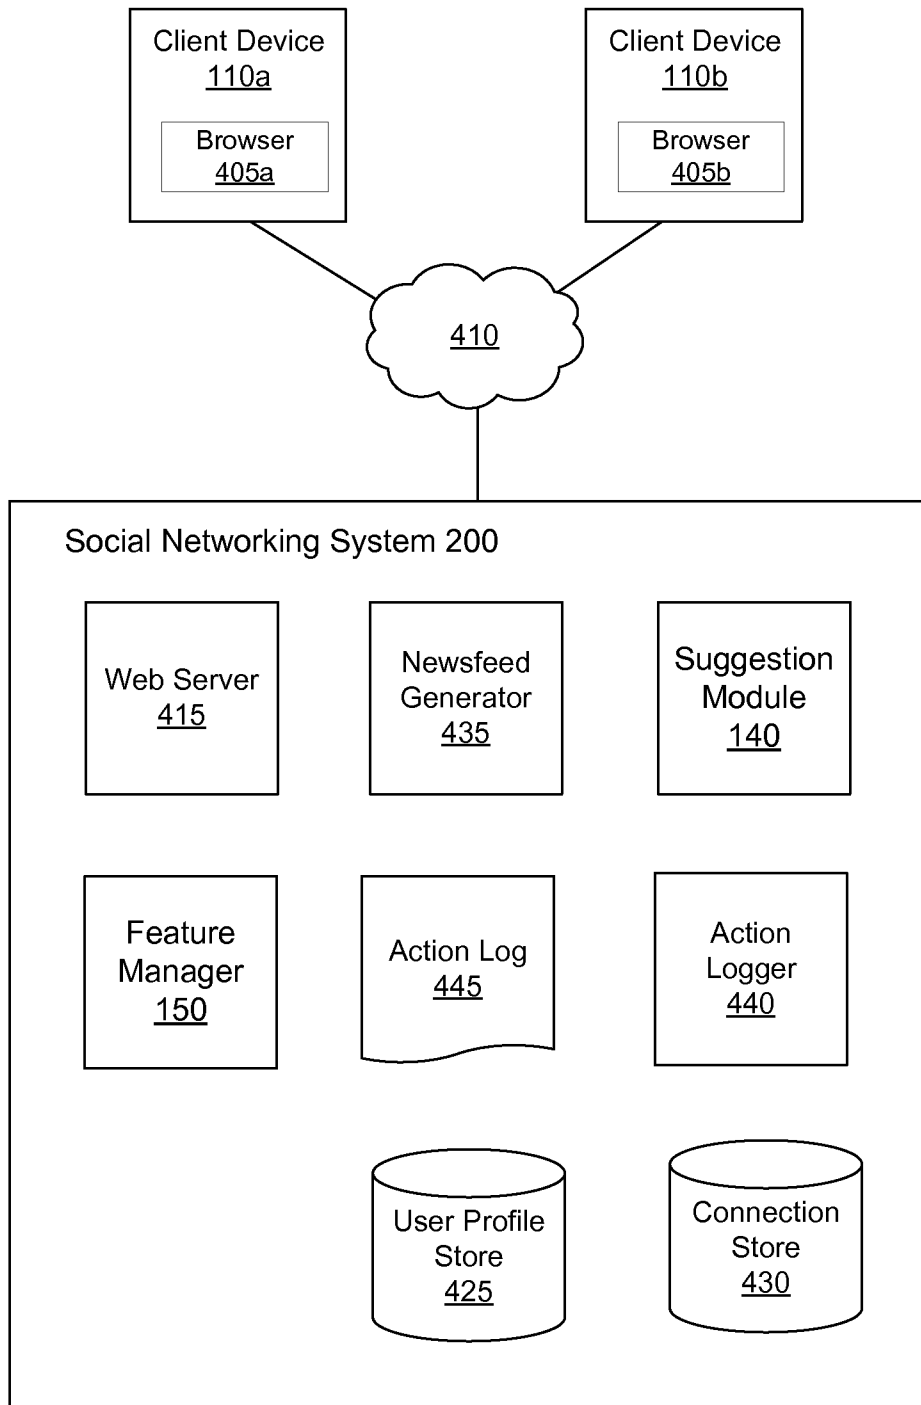 Client Device
110a
Browser
405a
Client Device
110b
Browser
405b
410
Social Networking System 200
Web Server
415
Newsfeed
Generator
435
Suggestion
Module
140
Feature
Manager
150
Action Log
445
Action
Logger
440
User Profile
Store
425
Connection
Store
430